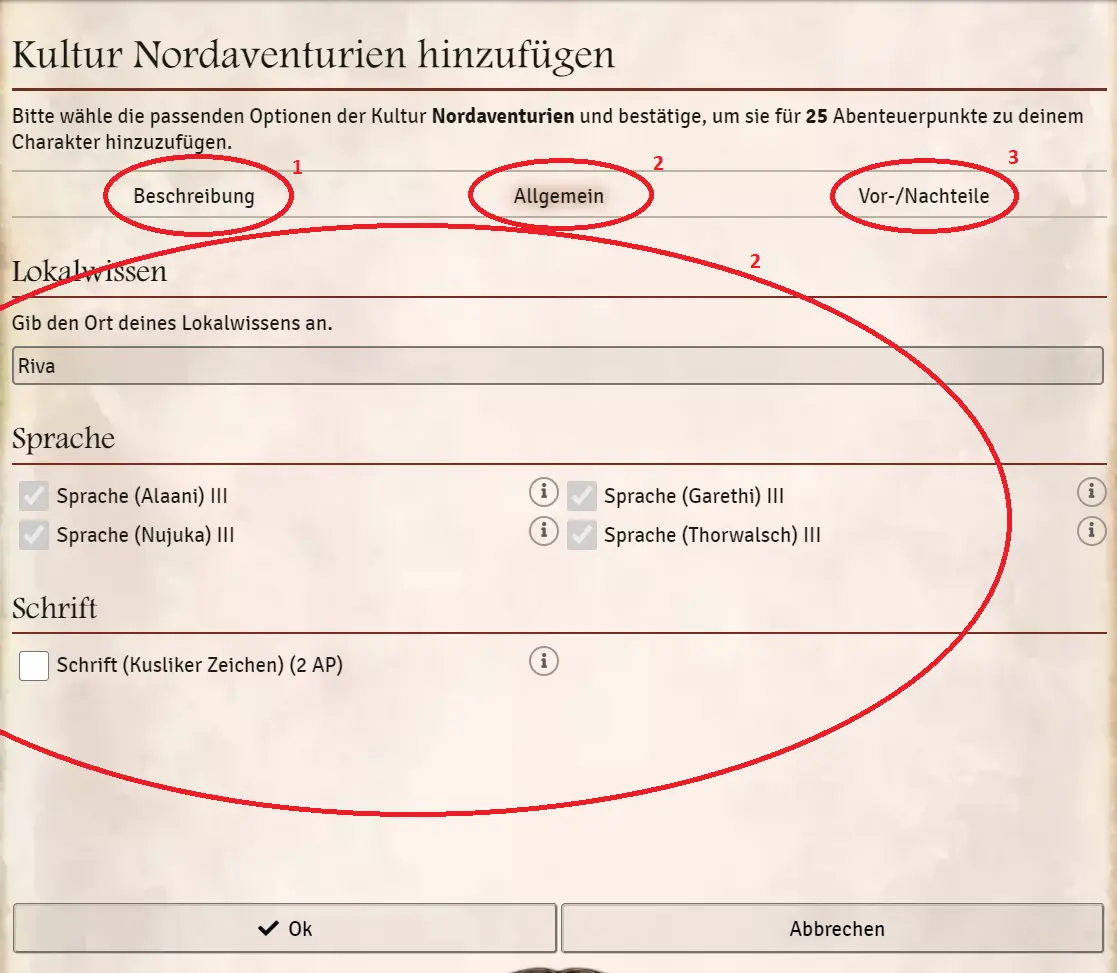 Kultur Nordaventurien hinzufügen
Bitte wähle die passenden Optionen der Kultur Nordaventurien und bestätige, um sie für 25 Abenteuerpunkte zu deinem
Charakter hinzuzufügen.
1
2
3
Beschreibung
Allgemein
Vor-/Nachteile
2
Lokalwissen
Gib den Ort deines Lokalwissens an.
Riva
Sprache
Sprache (Alaani) III
Sprache (Garethi) III
Sprache (Nujuka) III
Sprache (Thorwalsch) III
Schrift
Schrift (Kusliker Zeichen) (2 AP)
Ok
Abbrechen